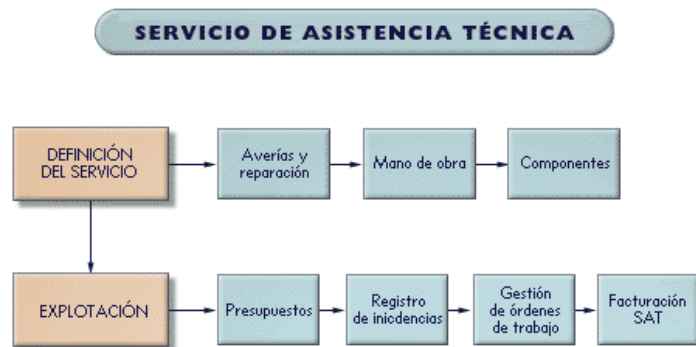 SERVICIO DE ASISTENCIA TÉCNICA
DEFINICIÓN
DEL SERVICIO
Averías y
reparación
Mano de obra
Componentes
EXPLOTACIÓN
Presupuestos
Registro
de inicdencias
Gestión
de órdenes
de trabajo
Facturación
SAT